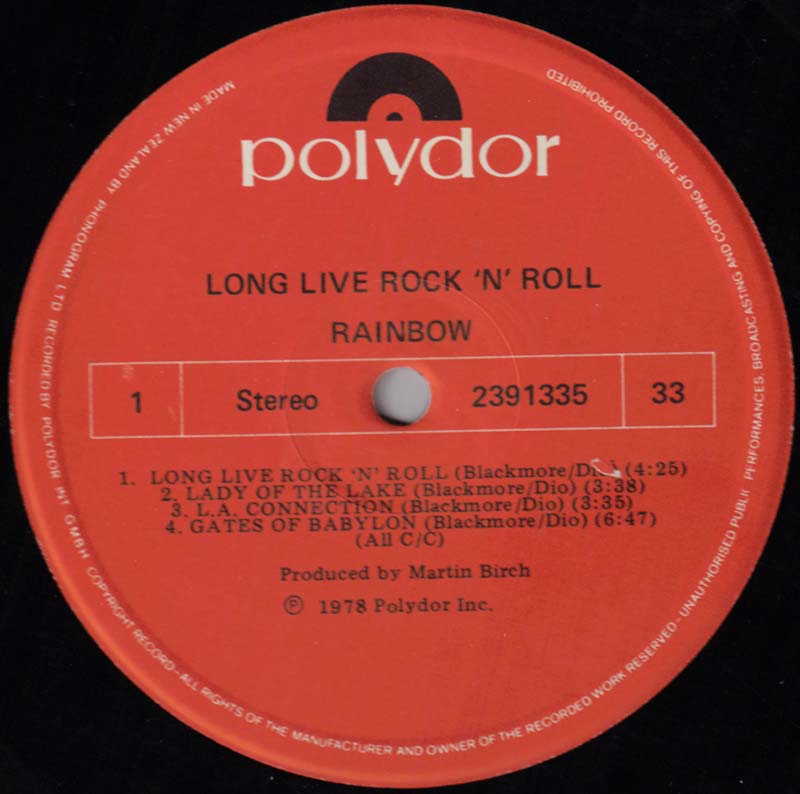 polydor
LONG LIVE ROCK 'N' ROLL
RAINBOW
1 Stereo 2391335 33
1. LONG LIVE ROCK 'N' ROLL (Blackmore/Dio) (4:25)
2. LADY OF THE LAKE (Blackmore/Dio) (3:38)
3. L.A. CONNECTION (Blackmore/Dio) (3:35)
4. GATES OF BABYLON (Blackmore/Dio) (6:47)
(All C/C)
Produced by Martin Birch
℗ 1978 Polydor Inc.
MADE IN NEW ZEALAND BY PHONOGRAM LTD RECORDED BY POLYDOR INT GMBH COPYRIGHT RECORD - ALL RIGHTS OF THE MANUFACTURER AND OWNER OF THE RECORDED WORK RESERVED - UNAUTHORISED PUBLIC PERFORMANCES, BROADCASTING AND COPYING OF THIS RECORD PROHIBITED